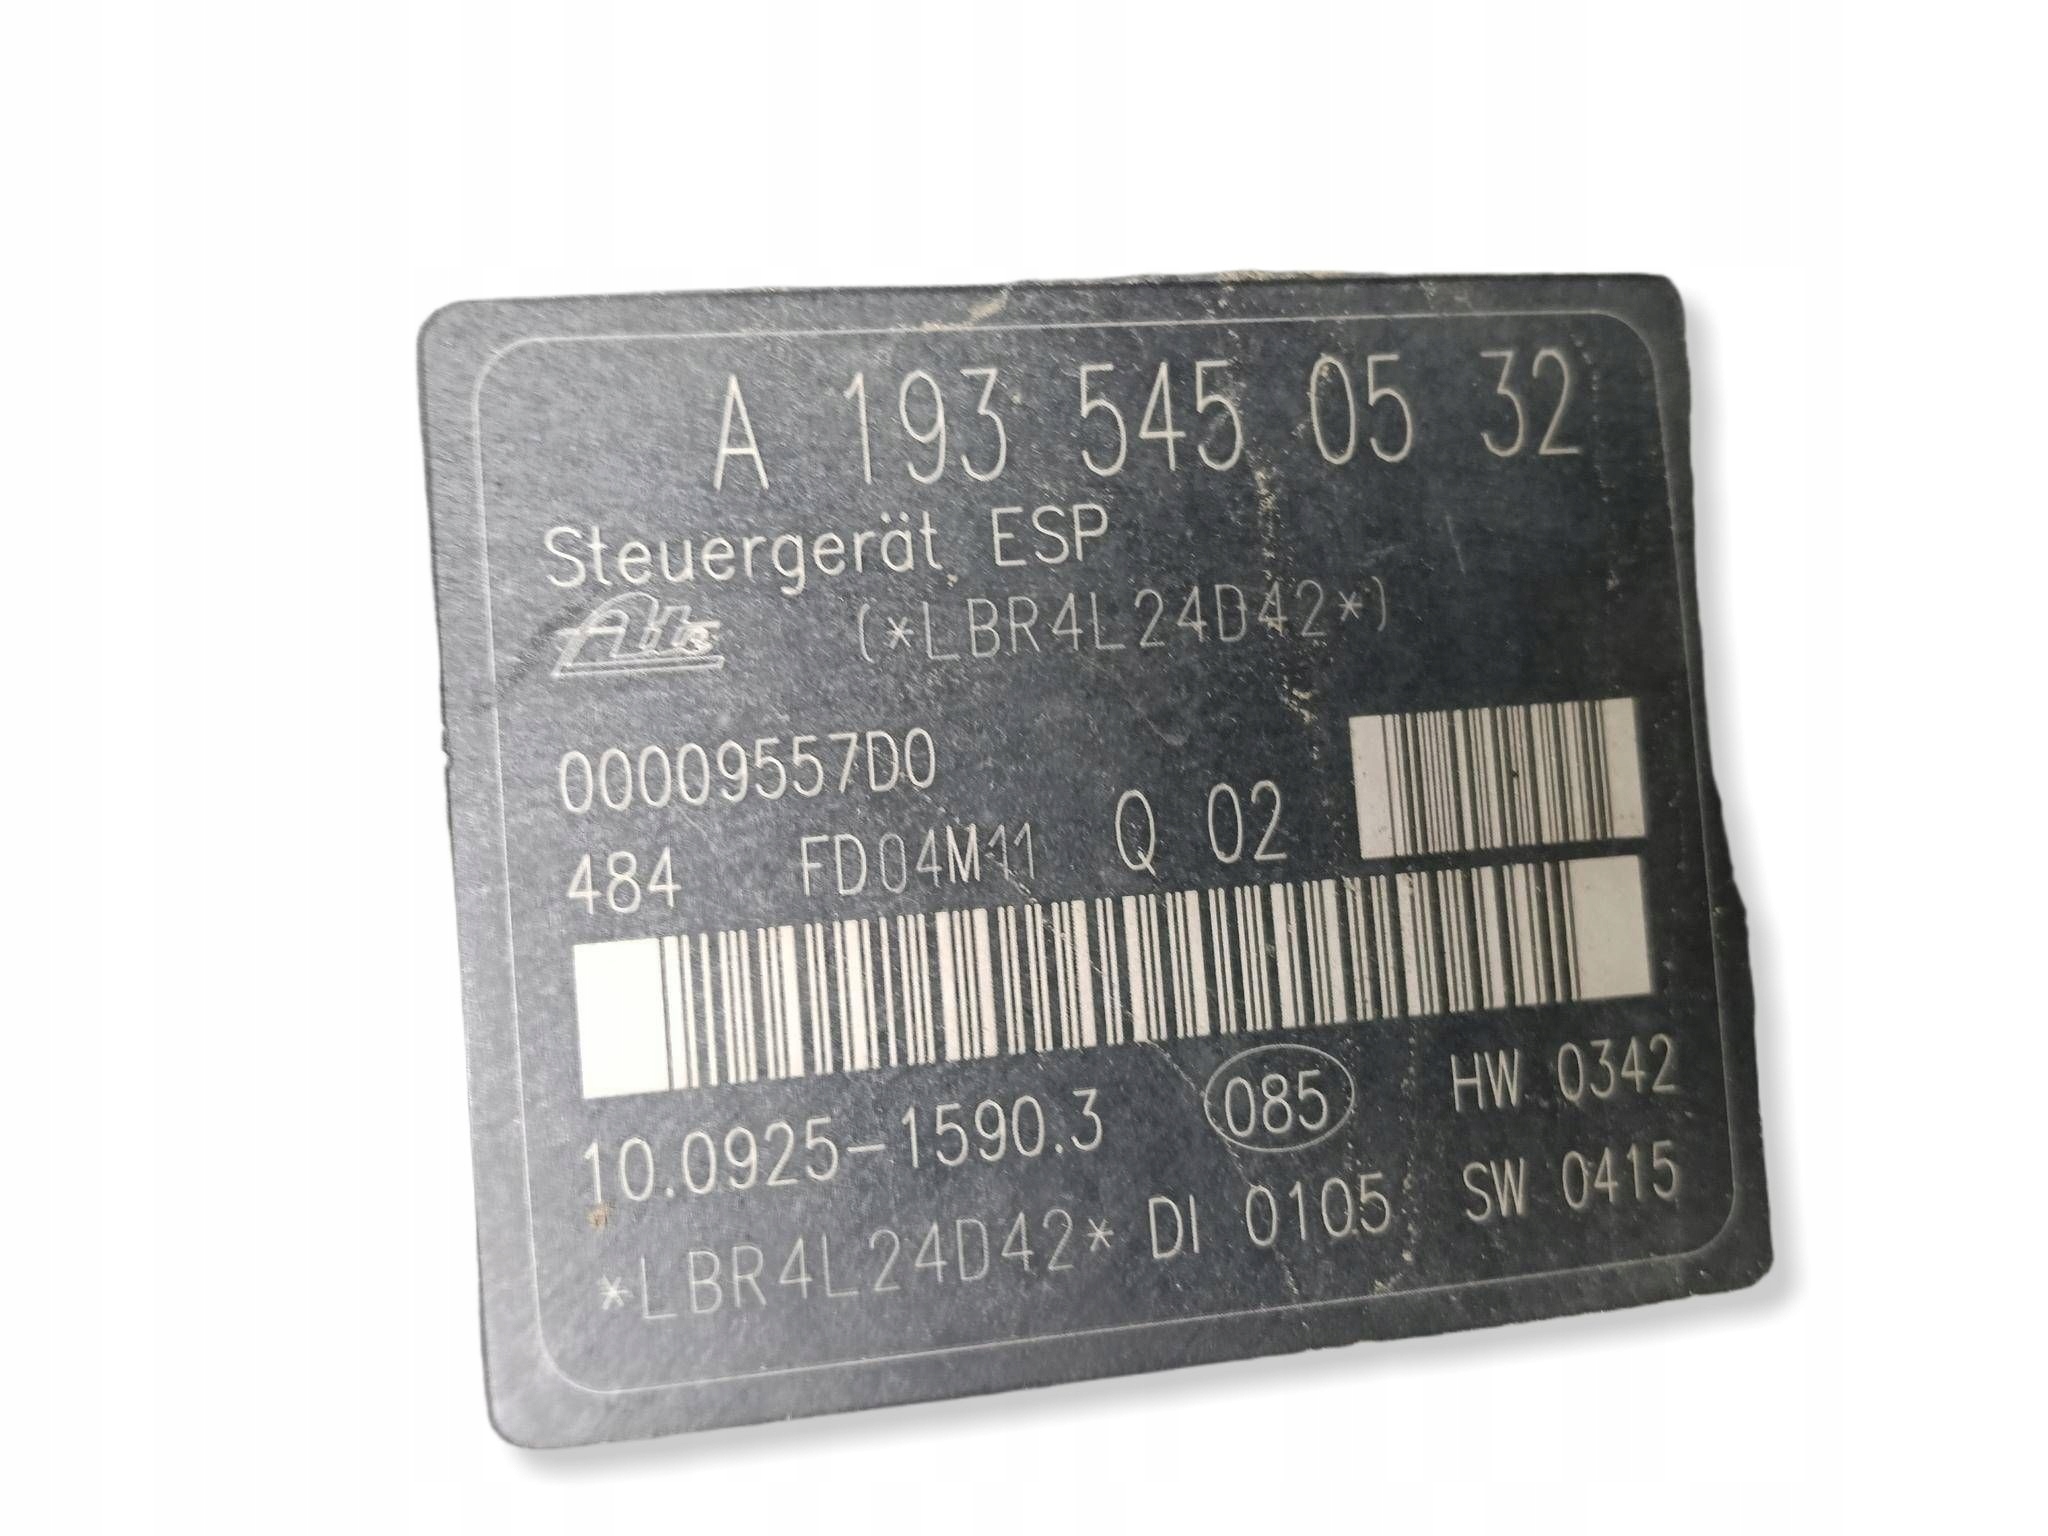 A 193 545 05 32
Steuergerät ESP
Ate (*LBR4L24D42*)
00009557D0
484 FD04M11 Q 02
10.0925-1590.3 085 HW 0342
*LBR4L24D42* DI 0105 SW 0415